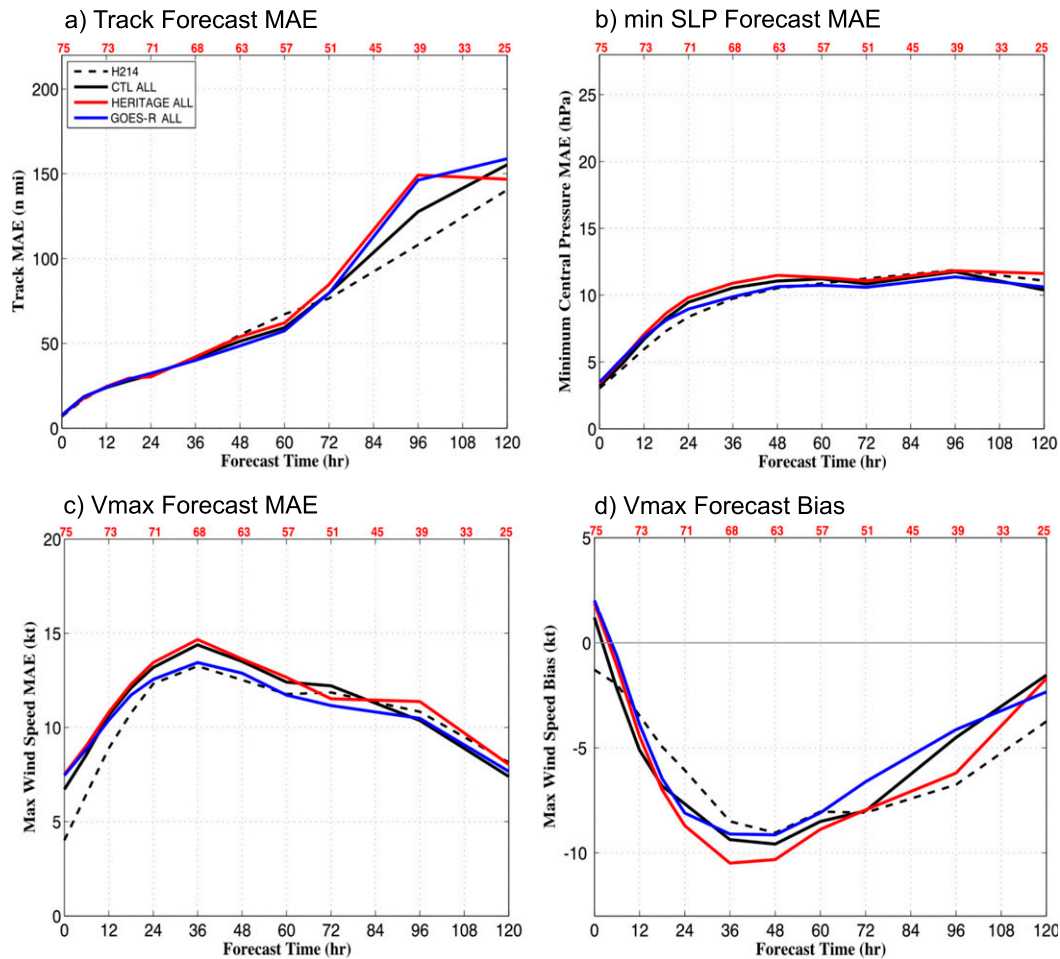 a) Track Forecast MAE
75 73 71 68 63 57 51 45 39 33 25
H214
CTL ALL
HERITAGE ALL
GOES-R ALL
Track MAE (n mi)
200
150
100
50
0
0 12 24 36 48 60 72 84 96 108 120
Forecast Time (hr)
b) min SLP Forecast MAE
75 73 71 68 63 57 51 45 39 33 25
Minimum Central Pressure MAE (hPa)
25
20
15
10
5
0
0 12 24 36 48 60 72 84 96 108 120
Forecast Time (hr)
c) Vmax Forecast MAE
75 73 71 68 63 57 51 45 39 33 25
Max Wind Speed MAE (kt)
20
15
10
5
0
0 12 24 36 48 60 72 84 96 108 120
Forecast Time (hr)
d) Vmax Forecast Bias
75 73 71 68 63 57 51 45 39 33 25
Max Wind Speed Bias (kt)
5
0
-5
-10
0 12 24 36 48 60 72 84 96 108 120
Forecast Time (hr)